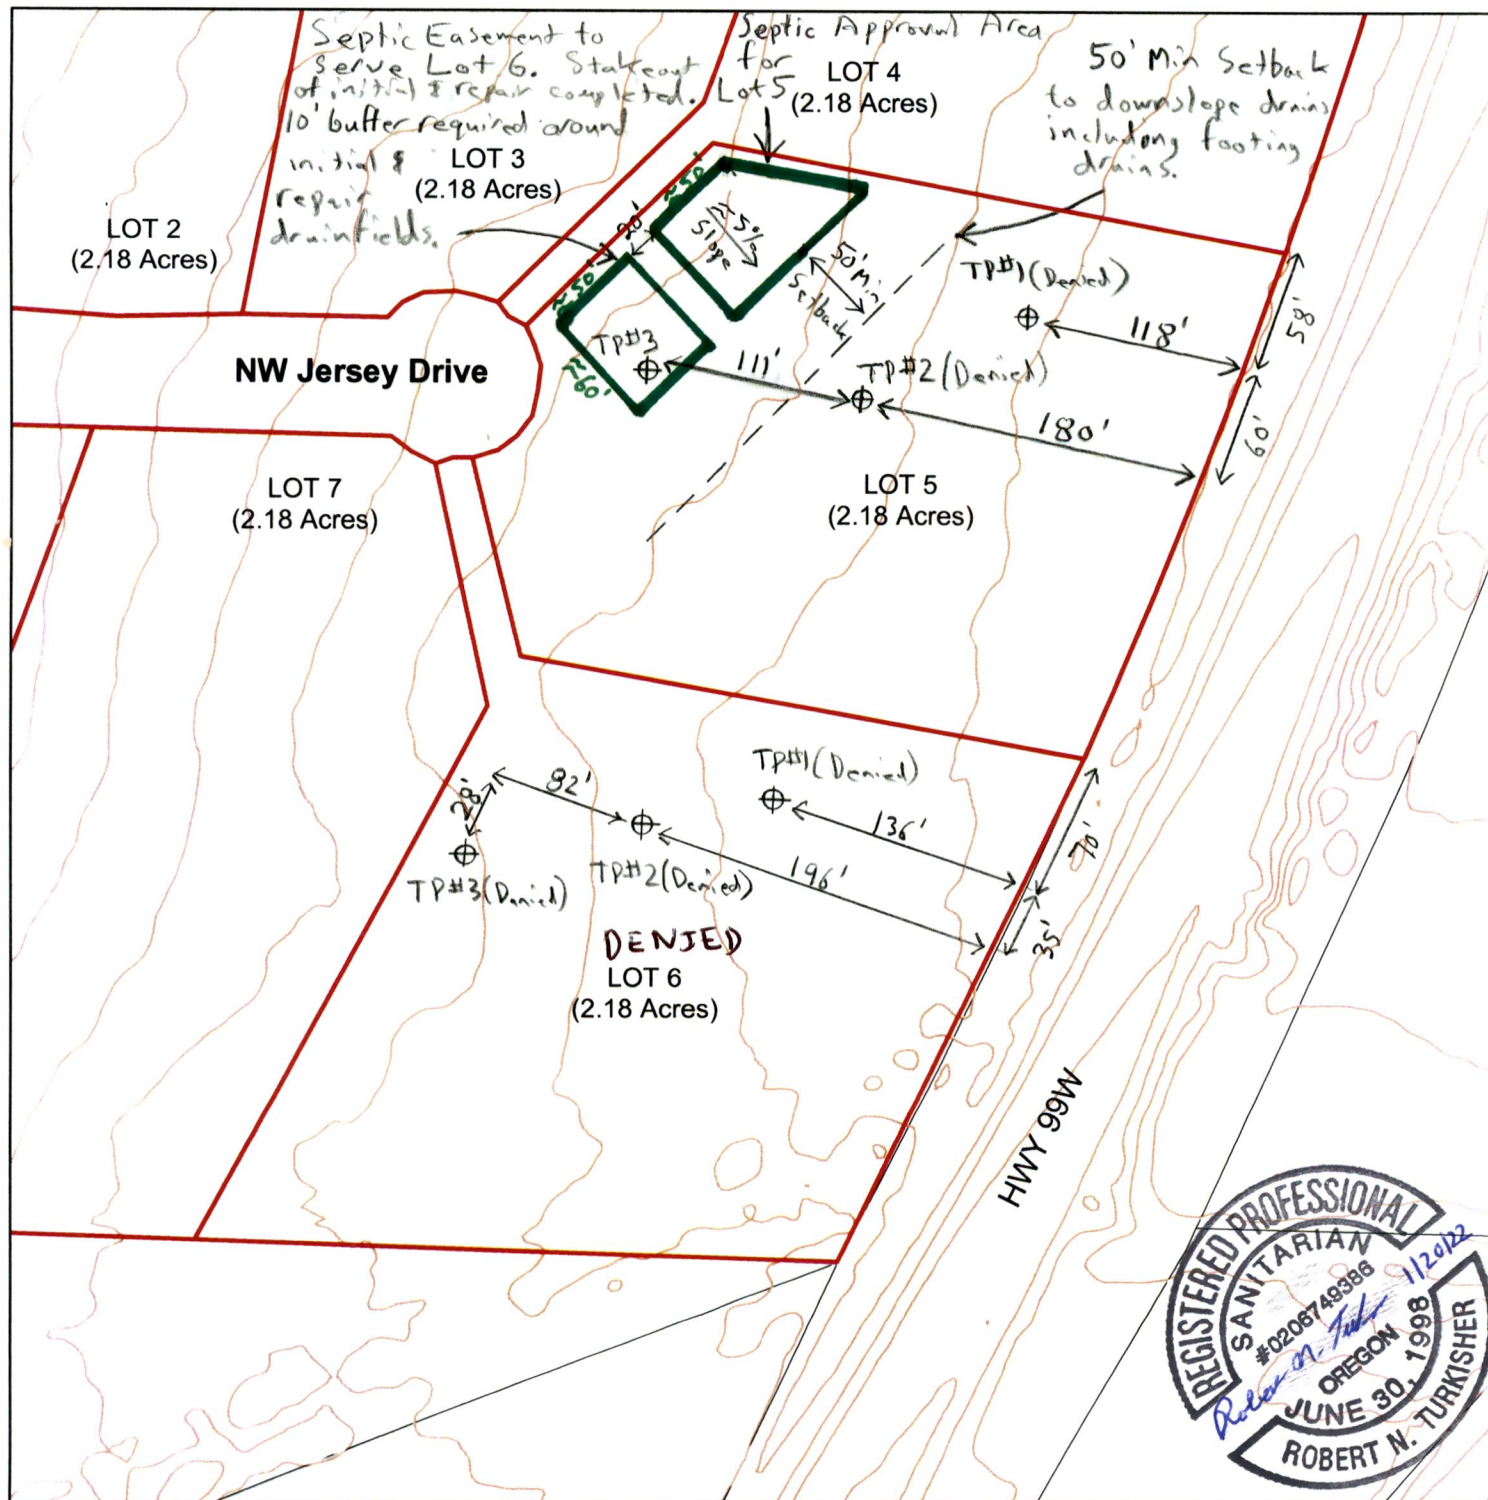 Septic Easement to
serve Lot 6. Stakeout
of initial & repair completed.
10' buffer required around
initial &
repair
drainfields.
Septic Approval Area
for
Lot 5
LOT 4
(2.18 Acres)
50' Min Setback
to downslope drains
including footing
drains.
LOT 3
(2.18 Acres)
LOT 2
(2.18 Acres)
≈50'
20'
≈5%
Slope
50' Min
Setback
≈50'
≈60'
TP#3
111'
TP#1 (Denied)
118'
58'
TP#2 (Denied)
180'
60'
NW Jersey Drive
LOT 7
(2.18 Acres)
LOT 5
(2.18 Acres)
TP#1 (Denied)
136'
70'
82'
28'
TP#3 (Denied)
TP#2 (Denied)
196'
35'
DENIED
LOT 6
(2.18 Acres)
HWY 99W
REGISTERED PROFESSIONAL
SANITARIAN
#0206749386
1/20/22
OREGON
JUNE 30, 1998
ROBERT N. TURKISHER